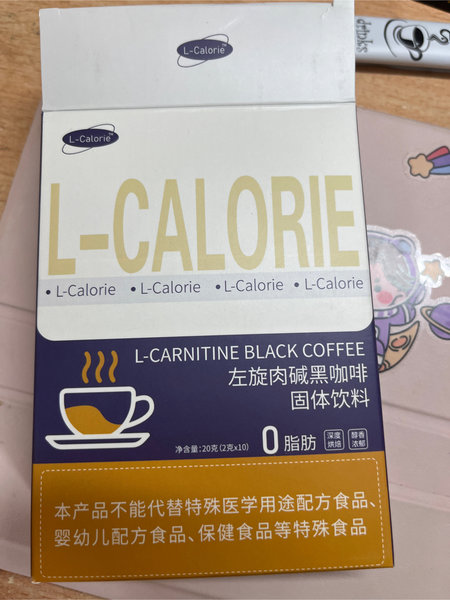 L-Calorie™
drinks
L-Calorie™
L-CALORIE
• L-Calorie • L-Calorie • L-Calorie • L-Calorie
L-CARNITINE BLACK COFFEE
左旋肉碱黑咖啡
固体饮料
净含量:20克(2克x10)
0脂肪
深度
烘焙
醇香
浓郁
本产品不能代替特殊医学用途配方食品、
婴幼儿配方食品、保健食品等特殊食品